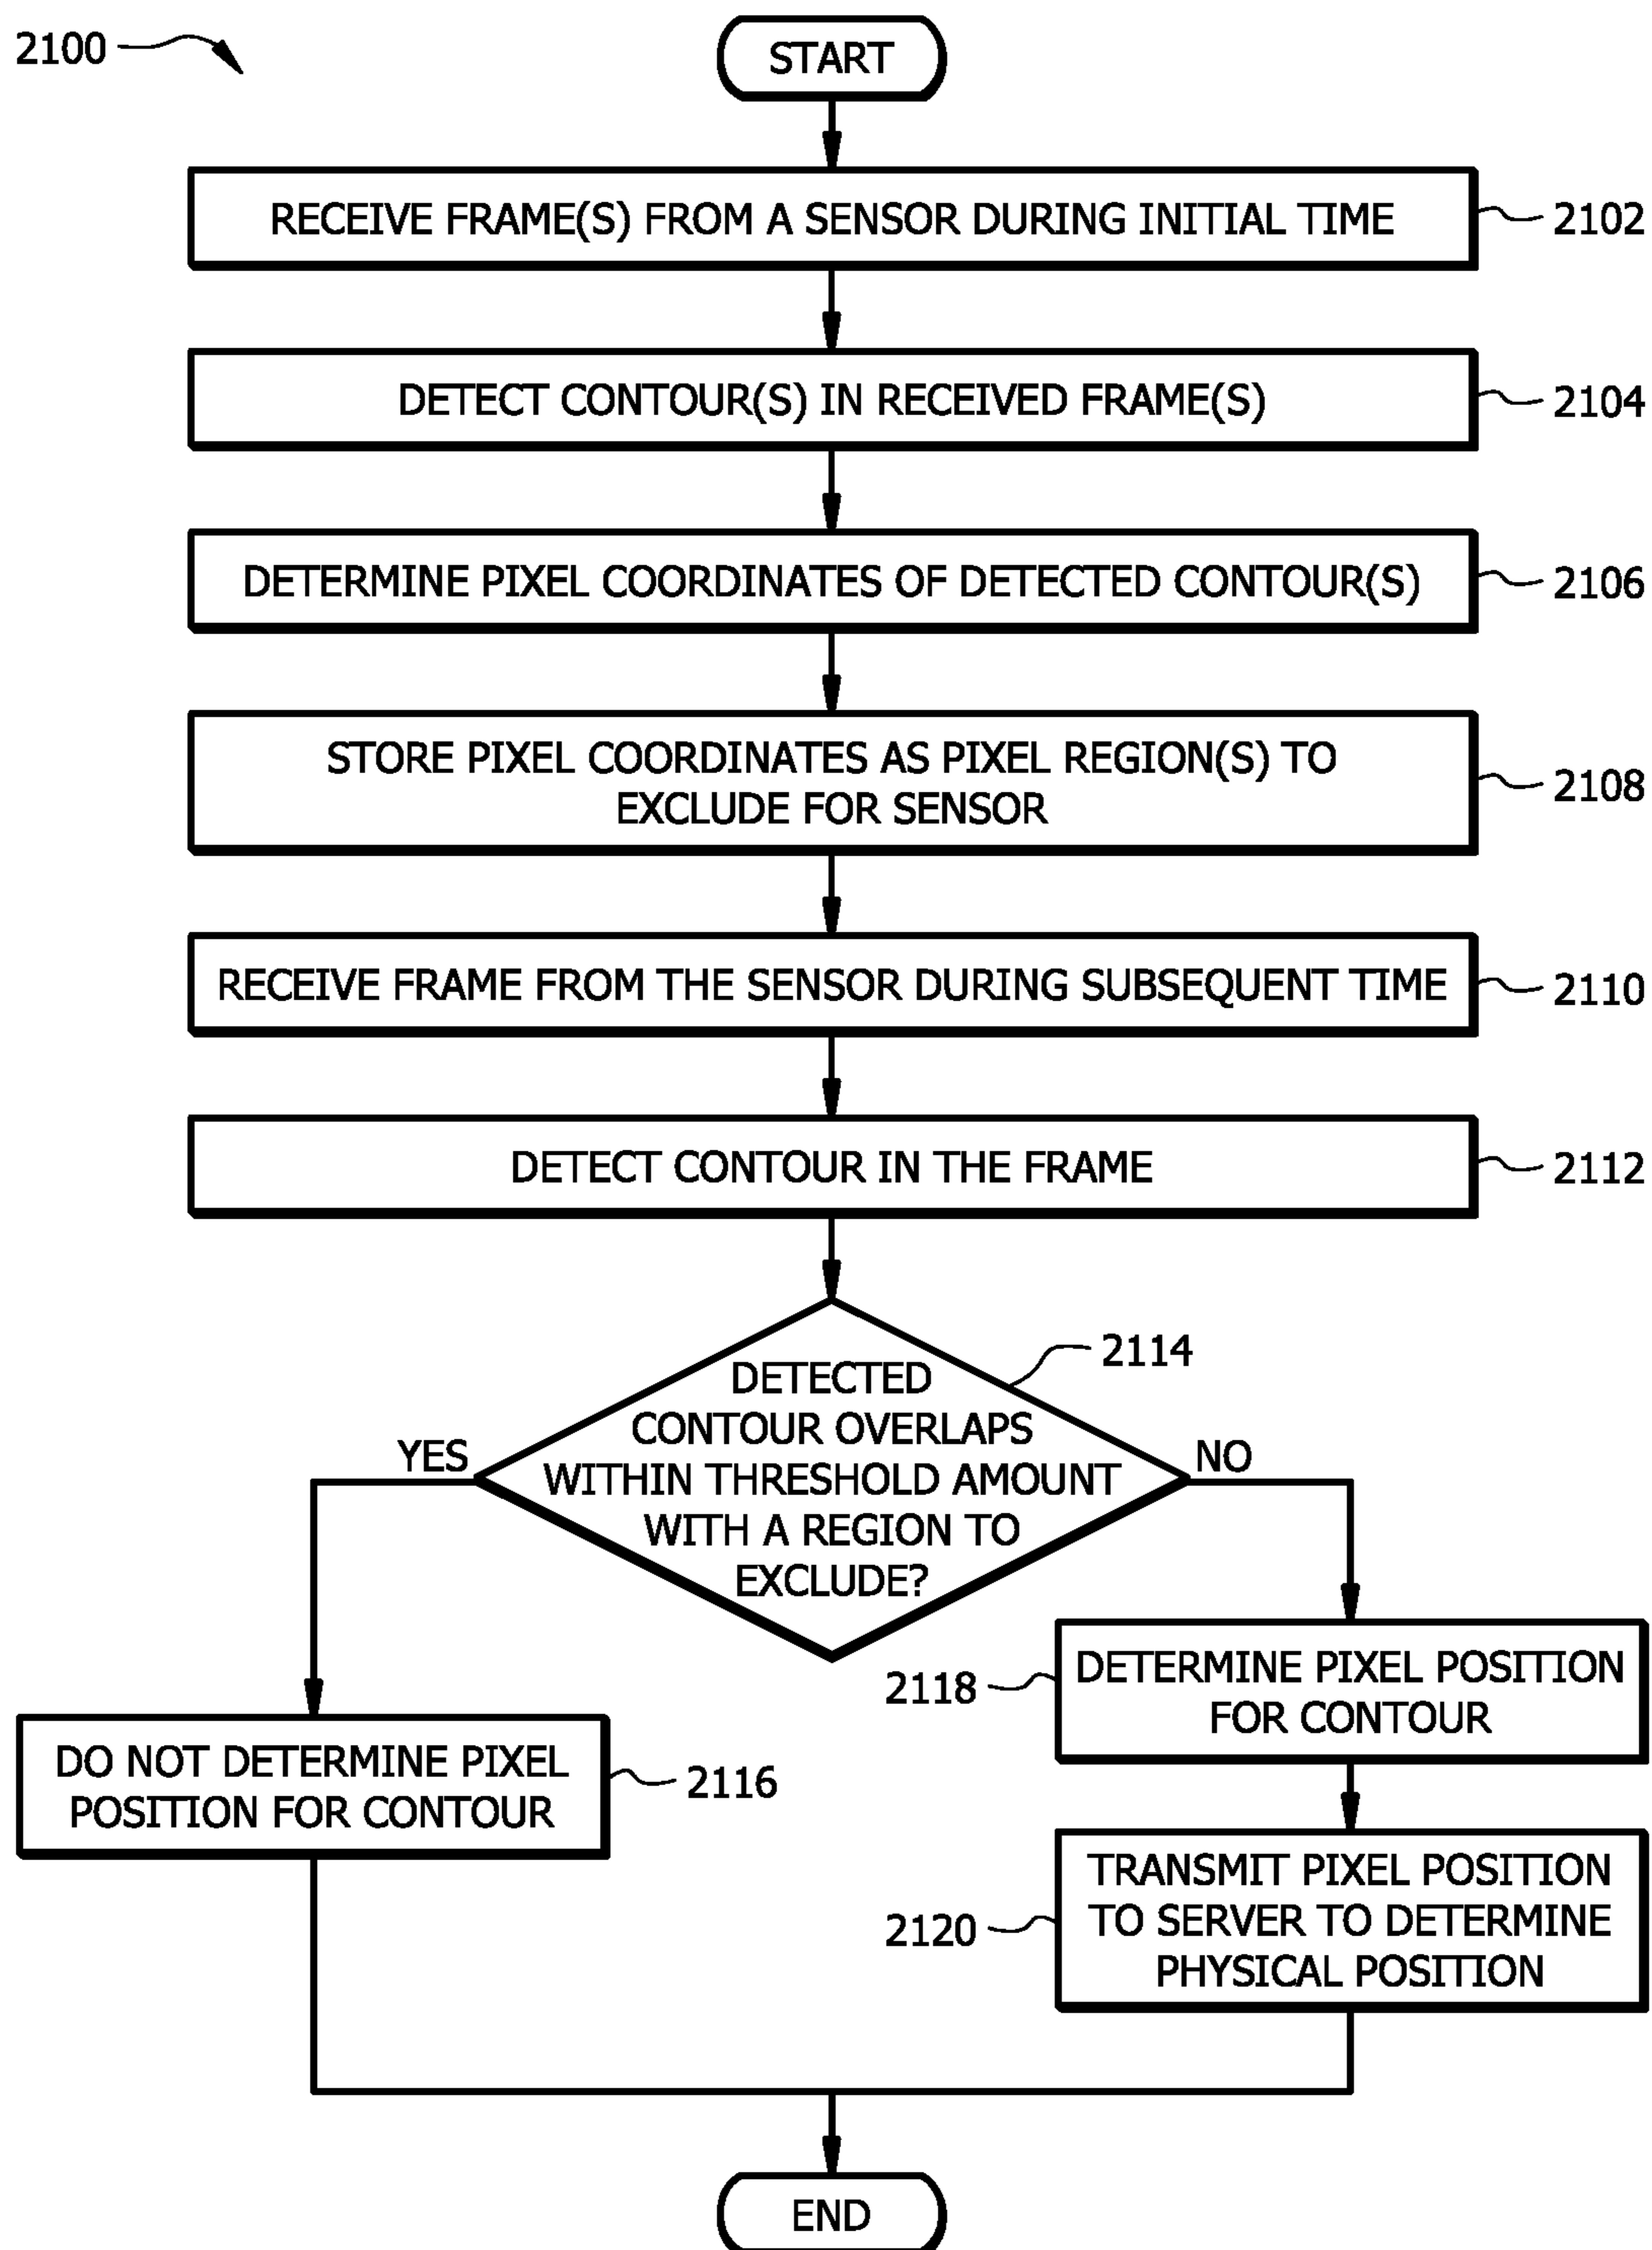 2100
START
RECEIVE FRAME(S) FROM A SENSOR DURING INITIAL TIME
2102
DETECT CONTOUR(S) IN RECEIVED FRAME(S)
2104
DETERMINE PIXEL COORDINATES OF DETECTED CONTOUR(S)
2106
STORE PIXEL COORDINATES AS PIXEL REGION(S) TO
EXCLUDE FOR SENSOR
2108
RECEIVE FRAME FROM THE SENSOR DURING SUBSEQUENT TIME
2110
DETECT CONTOUR IN THE FRAME
2112
DETECTED
CONTOUR OVERLAPS
WITHIN THRESHOLD AMOUNT
WITH A REGION TO
EXCLUDE?
2114
YES
NO
DO NOT DETERMINE PIXEL
POSITION FOR CONTOUR
2116
DETERMINE PIXEL POSITION
FOR CONTOUR
2118
TRANSMIT PIXEL POSITION
TO SERVER TO DETERMINE
PHYSICAL POSITION
2120
END